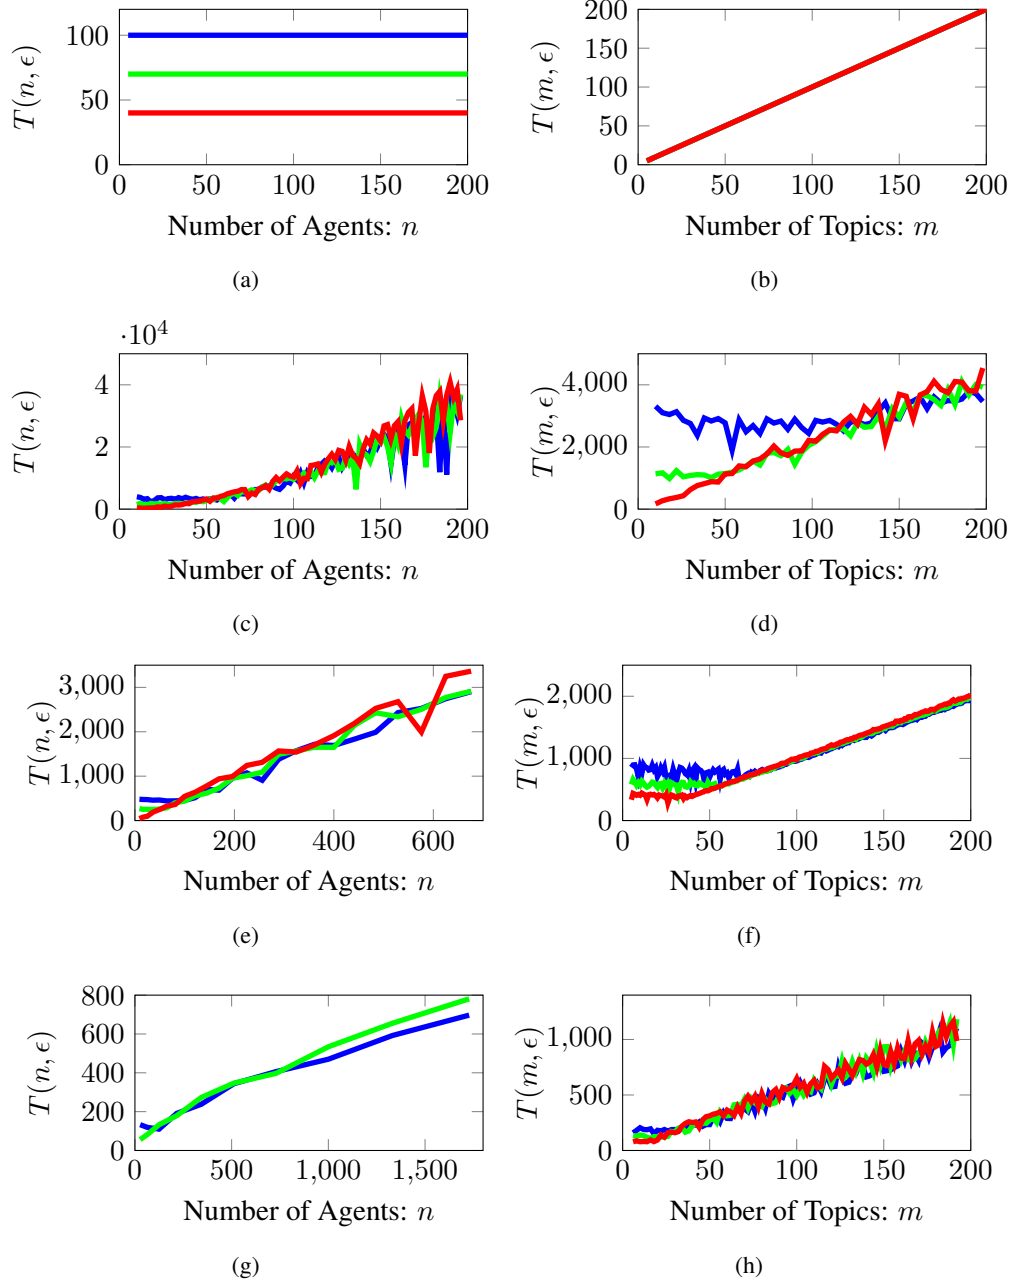 100
50
0
T(n, ϵ)
0 50 100 150 200
Number of Agents: n
(a)
200
150
100
50
0
T(m, ϵ)
0 50 100 150 200
Number of Topics: m
(b)
·10⁴
4
2
0
T(n, ϵ)
0 50 100 150 200
Number of Agents: n
(c)
4,000
2,000
0
T(m, ϵ)
0 50 100 150 200
Number of Topics: m
(d)
3,000
2,000
1,000
0
T(n, ϵ)
0 200 400 600
Number of Agents: n
(e)
2,000
1,000
0
T(m, ϵ)
0 50 100 150 200
Number of Topics: m
(f)
800
600
400
200
0
T(n, ϵ)
0 500 1,000 1,500
Number of Agents: n
(g)
1,000
500
0
T(m, ϵ)
0 50 100 150 200
Number of Topics: m
(h)